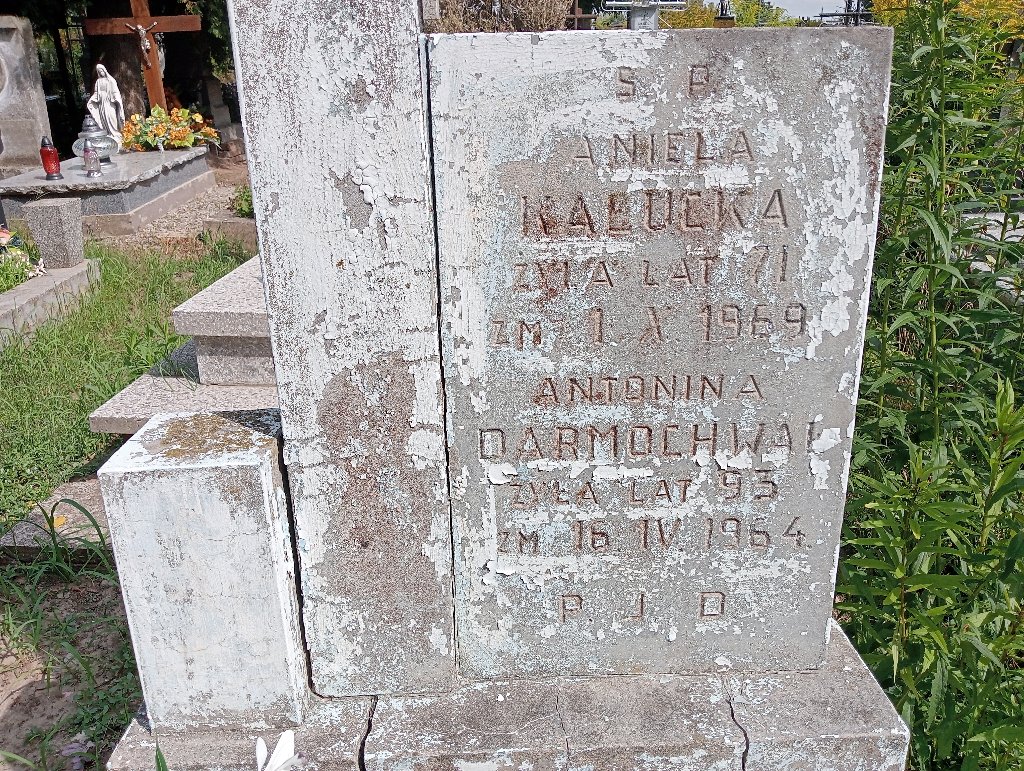 Ś P.
ANIELA
KAŁUCKA
ŻYŁA LAT 71
ZM. 1. X. 1969
ANTONINA
DARMOCHWAŁ
ŻYŁA LAT 93
ZM 16 IV 1964.
P. J D